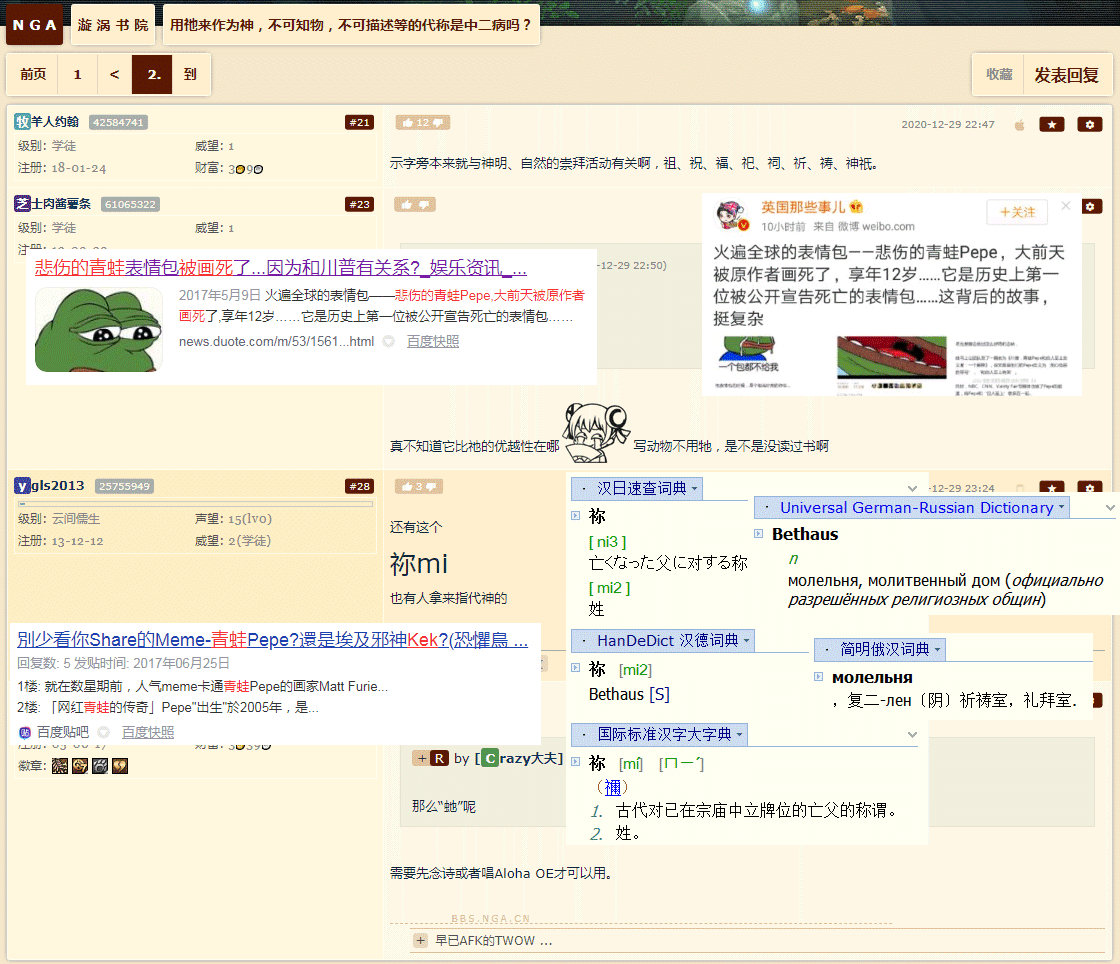 NGA 漩涡书院 用祂来作为神，不可知物，不可描述等的代称是中二病吗？
前页 1 < 2. 到 收藏 发表回复
牧羊人约翰 42584741 #21 12 2020-12-29 22:47
级别: 学徒 威望: 1
注册: 18-01-24 财富: 3 9
示字旁本来就与神明、自然的崇拜活动有关啊，祖、祝、福、祀、祠、祈、祷、神祇。
芝士肉酱薯条 61065322 #23
级别: 学徒 威望: 1
悲伤的青蛙表情包被画死了...因为和川普有关系?_娱乐资讯_...
2017年5月9日 火遍全球的表情包——悲伤的青蛙Pepe,大前天被原作者
画死了,享年12岁……它是历史上第一位被公开宣告死亡的表情包……
news.duote.com/m/53/1561...html 百度快照
-12-29 22:50)
英国那些事儿
10小时前 来自 微博 weibo.com
＋关注
火遍全球的表情包——悲伤的青蛙Pepe，大前天
被原作者画死了，享年12岁……它是历史上第一
位被公开宣告死亡的表情包……这背后的故事，
挺复杂
一个包都不给我
真不知道它比祂的优越性在哪 写动物不用牠，是不是没读过书啊
ygls2013 25755949 #28 3 -12-29 23:24
级别: 云间儒生 声望: 15(lv0)
注册: 13-12-12 威望: 2(学徒)
还有这个
祢mi
也有人拿来指代神的
別少看你Share的Meme-青蛙Pepe?還是埃及邪神Kek?(恐懼鳥 ...
回复数: 5 发贴时间: 2017年06月25日
1楼: 就在数星期前，人气meme卡通青蛙Pepe的画家Matt Furie...
2楼: 「网红青蛙的传奇」Pepe"出生"於2005年，是...
百度贴吧 百度快照
徽章:
· 汉日速查词典
祢
[ ni3 ]
亡くなった父に対する称
[ mi2 ]
姓
· Universal German-Russian Dictionary
Bethaus
n
молельня, молитвенный дом (официально
разрешённых религиозных общин)
· HanDeDict 汉德词典
祢 [mi2]
Bethaus [S]
· 简明俄汉词典
молельня
，复二-лен〔阴〕祈祷室，礼拜室．
· 国际标准汉字大字典
祢 [mí] [ㄇㄧˊ]
（禰）
1. 古代对已在宗庙中立牌位的亡父的称谓。
2. 姓。
+ R by [Crazy大夫]
那么“虵”呢
需要先念诗或者唱Aloha OE才可以用。
BBS.NGA.CN
+ 早已AFK的TWOW ...